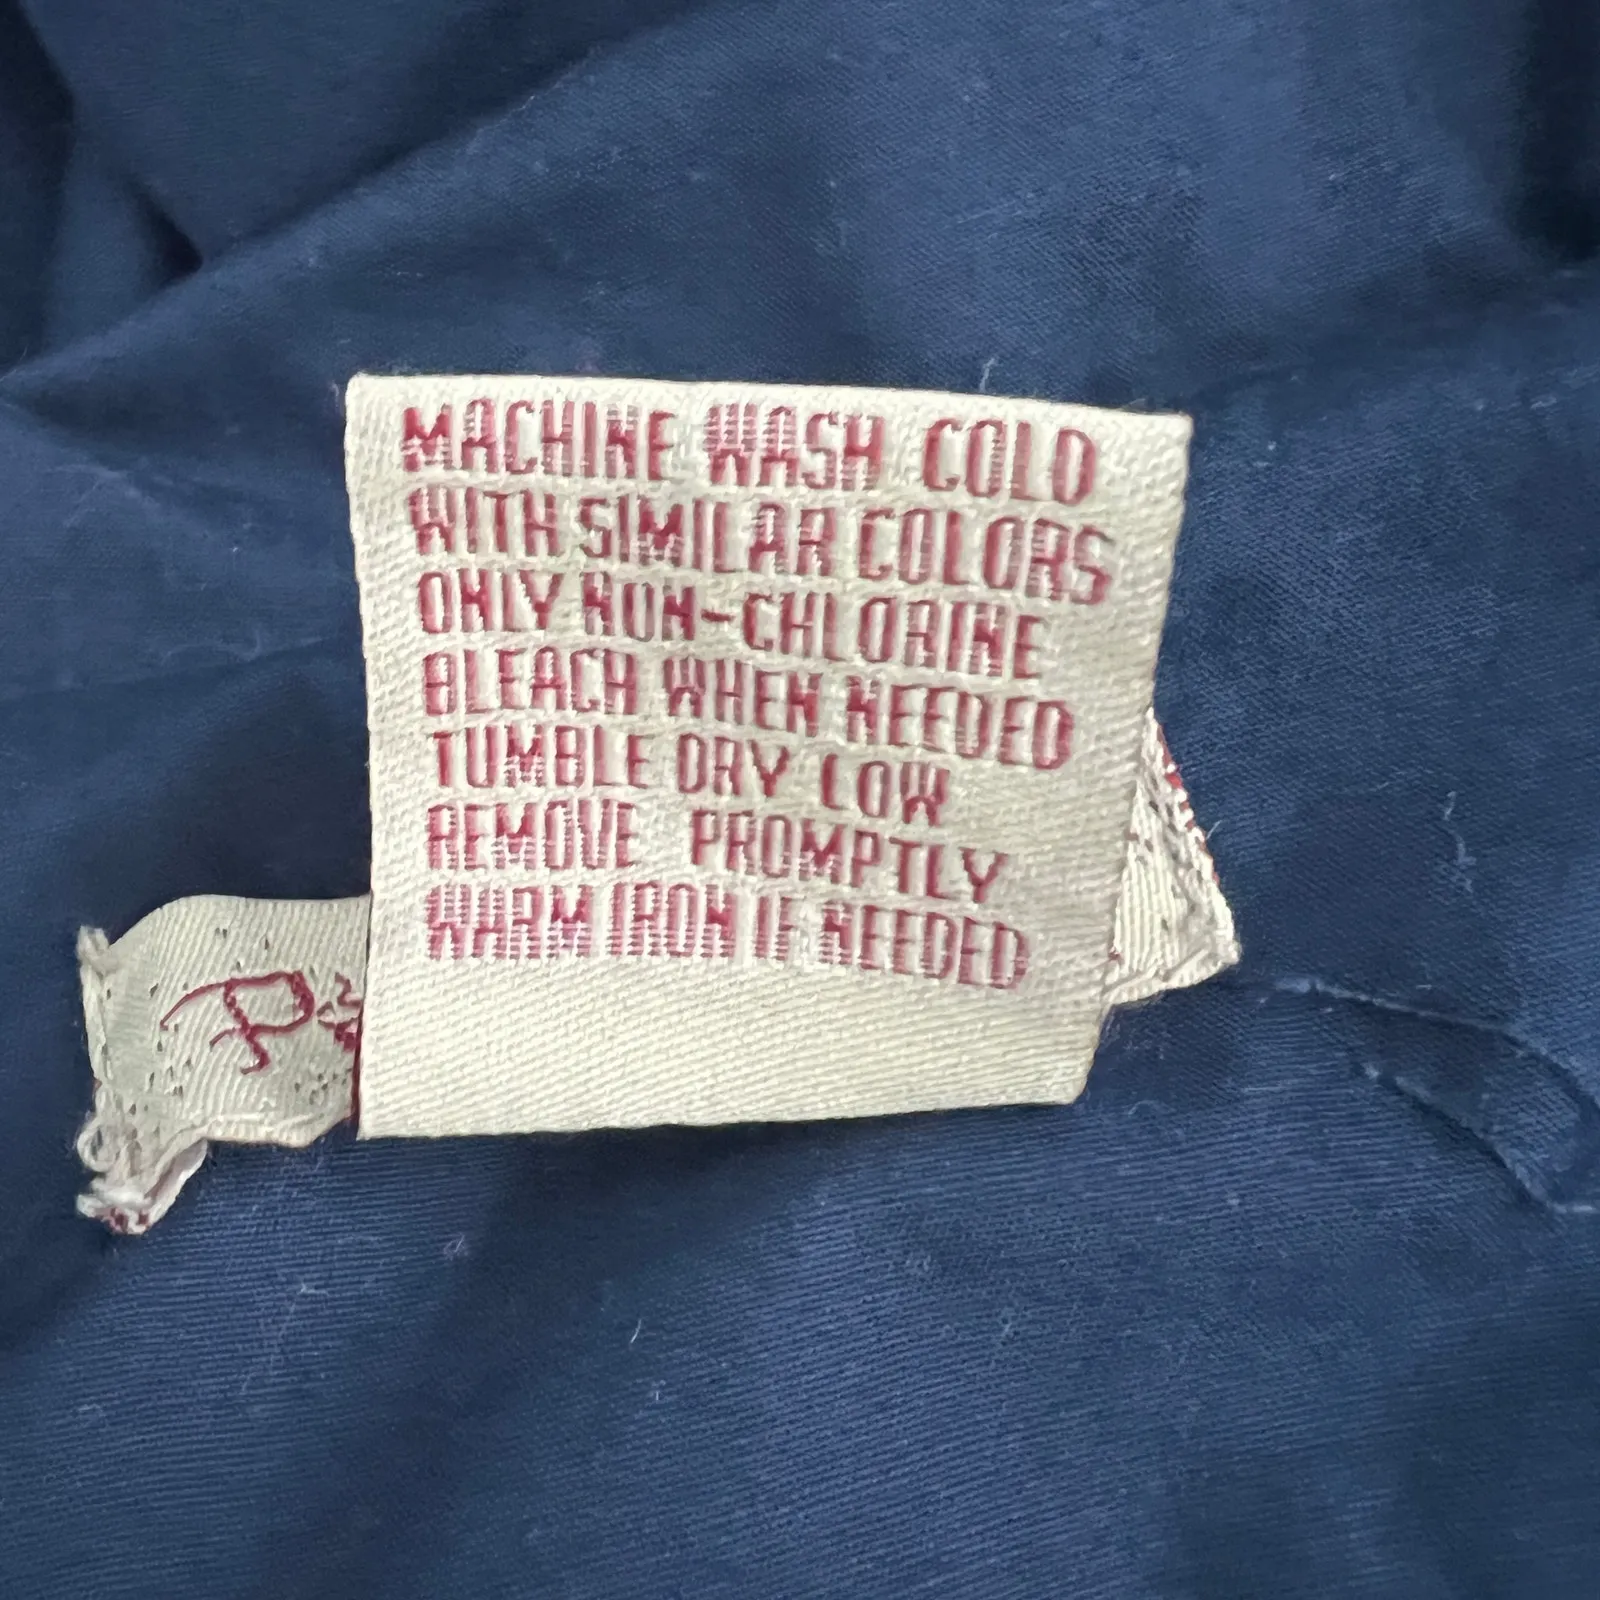 MACHINE WASH COLD
WITH SIMILAR COLORS
ONLY NON-CHLORINE
BLEACH WHEN NEEDED
TUMBLE DRY LOW
REMOVE PROMPTLY
WARM IRON IF NEEDED